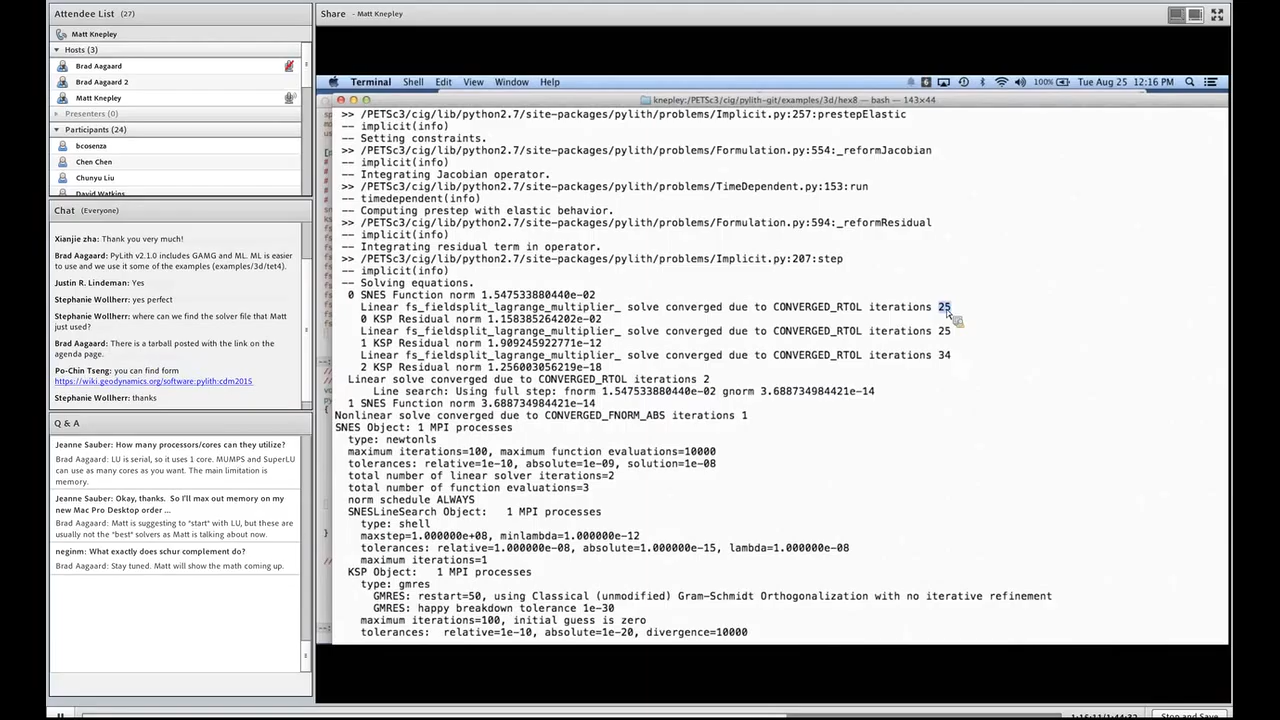 Attendee List (27)
Matt Knepley
Hosts (3)
Brad Aagaard
Brad Aagaard 2
Matt Knepley
Presenters (0)
Participants (24)
bcosenza
Chen Chen
Chunyu Liu
David Watkins
Chat (Everyone)
Xianjie zha: Thank you very much!
Brad Aagaard: PyLith v2.1.0 includes GAMG and ML. ML is easier
to use and we use it some of the examples (examples/3d/tet4).
Justin R. Lindeman: Yes
Stephanie Wollherr: yes perfect
Stephanie Wollherr: where can we find the solver file that Matt
just used?
Brad Aagaard: There is a tarball posted with the link on the
agenda page.
Po-Chin Tseng: you can find form
https://wiki.geodynamics.org/software:pylith:cdm2015
Stephanie Wollherr: thanks
Q & A
Jeanne Sauber: How many processors/cores can they utilize?
Brad Aagaard: LU is serial, so it uses 1 core. MUMPS and SuperLU
can use as many cores as you want. The main limitation is
memory.
Jeanne Sauber: Okay, thanks. So I'll max out memory on my
new Mac Pro Desktop order ...
Brad Aagaard: Matt is suggesting to *start* with LU, but these are
usually not the *best* solvers as Matt is talking about now.
neginm: What exactly does schur complement do?
Brad Aagaard: Stay tuned. Matt will show the math coming up.
Share - Matt Knepley
Terminal Shell Edit View Window Help 100% Tue Aug 25 12:16 PM
knepley:/PETSc3/cig/pylith-git/examples/3d/hex8 — bash — 143×44
>> /PETSc3/cig/lib/python2.7/site-packages/pylith/problems/Implicit.py:257:prestepElastic
-- implicit(info)
-- Setting constraints.
>> /PETSc3/cig/lib/python2.7/site-packages/pylith/problems/Formulation.py:554:_reformJacobian
-- implicit(info)
-- Integrating Jacobian operator.
>> /PETSc3/cig/lib/python2.7/site-packages/pylith/problems/TimeDependent.py:153:run
-- timedependent(info)
-- Computing prestep with elastic behavior.
>> /PETSc3/cig/lib/python2.7/site-packages/pylith/problems/Formulation.py:594:_reformResidual
-- implicit(info)
-- Integrating residual term in operator.
>> /PETSc3/cig/lib/python2.7/site-packages/pylith/problems/Implicit.py:207:step
-- implicit(info)
-- Solving equations.
0 SNES Function norm 1.547533880440e-02
Linear fs_fieldsplit_lagrange_multiplier_ solve converged due to CONVERGED_RTOL iterations 25
0 KSP Residual norm 1.158385264202e-02
Linear fs_fieldsplit_lagrange_multiplier_ solve converged due to CONVERGED_RTOL iterations 25
1 KSP Residual norm 1.909245922771e-12
Linear fs_fieldsplit_lagrange_multiplier_ solve converged due to CONVERGED_RTOL iterations 34
2 KSP Residual norm 1.256003056219e-18
Linear solve converged due to CONVERGED_RTOL iterations 2
Line search: Using full step: fnorm 1.547533880440e-02 gnorm 3.688734984421e-14
1 SNES Function norm 3.688734984421e-14
Nonlinear solve converged due to CONVERGED_FNORM_ABS iterations 1
SNES Object: 1 MPI processes
type: newtonls
maximum iterations=100, maximum function evaluations=10000
tolerances: relative=1e-10, absolute=1e-09, solution=1e-08
total number of linear solver iterations=2
total number of function evaluations=3
norm schedule ALWAYS
SNESLineSearch Object: 1 MPI processes
type: shell
maxstep=1.000000e+08, minlambda=1.000000e-12
tolerances: relative=1.000000e-08, absolute=1.000000e-15, lambda=1.000000e-08
maximum iterations=1
KSP Object: 1 MPI processes
type: gmres
GMRES: restart=50, using Classical (unmodified) Gram-Schmidt Orthogonalization with no iterative refinement
GMRES: happy breakdown tolerance 1e-30
maximum iterations=100, initial guess is zero
tolerances: relative=1e-10, absolute=1e-20, divergence=10000
Stop and Save